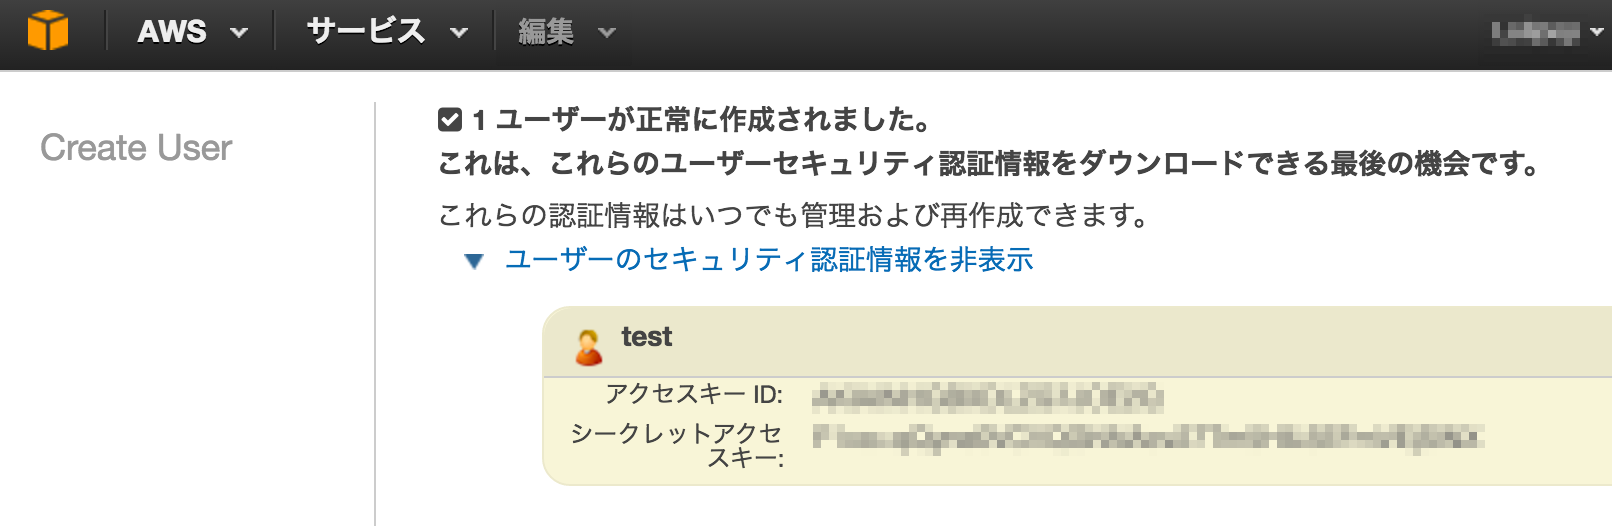 AWS サービス 編集
Create User
1 ユーザーが正常に作成されました。
これは、これらのユーザーセキュリティ認証情報をダウンロードできる最後の機会です。
これらの認証情報はいつでも管理および再作成できます。
ユーザーのセキュリティ認証情報を非表示
test
アクセスキー ID:
シークレットアクセ
スキー: